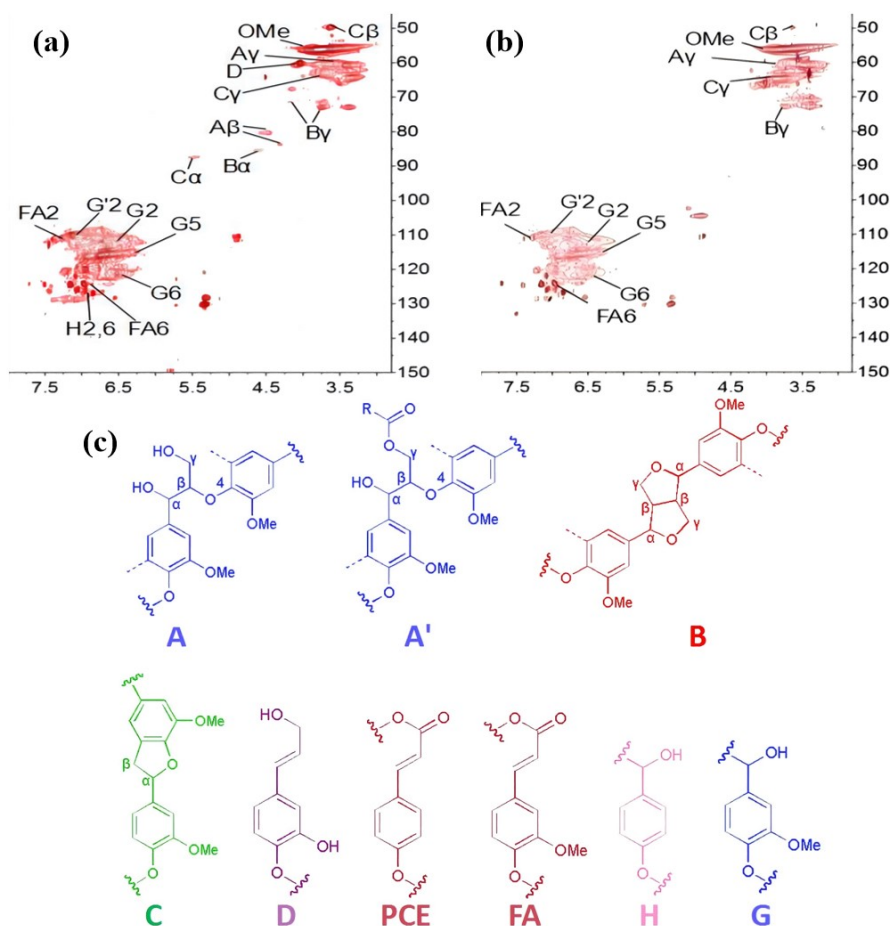 (a)
OMe
Cβ
Aγ
D
Cγ
Aβ
Bγ
Bα
Cα
FA2
G'2
G2
G5
G6
H2,6
FA6
50
60
70
80
90
100
110
120
130
140
150
7.5
6.5
5.5
4.5
3.5
(b)
Cβ
OMe
Aγ
Cγ
Bγ
FA2
G'2
G2
G5
G6
FA6
50
60
70
80
90
100
110
120
130
140
150
7.5
6.5
5.5
4.5
3.5
(c)
HO
γ
β
4
HO
α
O
OMe
OMe
O
A
R
O
O
γ
β
4
HO
α
O
OMe
OMe
O
A'
OMe
O
O
α
γ
β
β
γ
α
O
O
OMe
B
OMe
β
O
α
OMe
O
C
HO
OH
O
D
O
O
O
PCE
O
O
OMe
O
FA
OH
O
H
OH
OMe
O
G